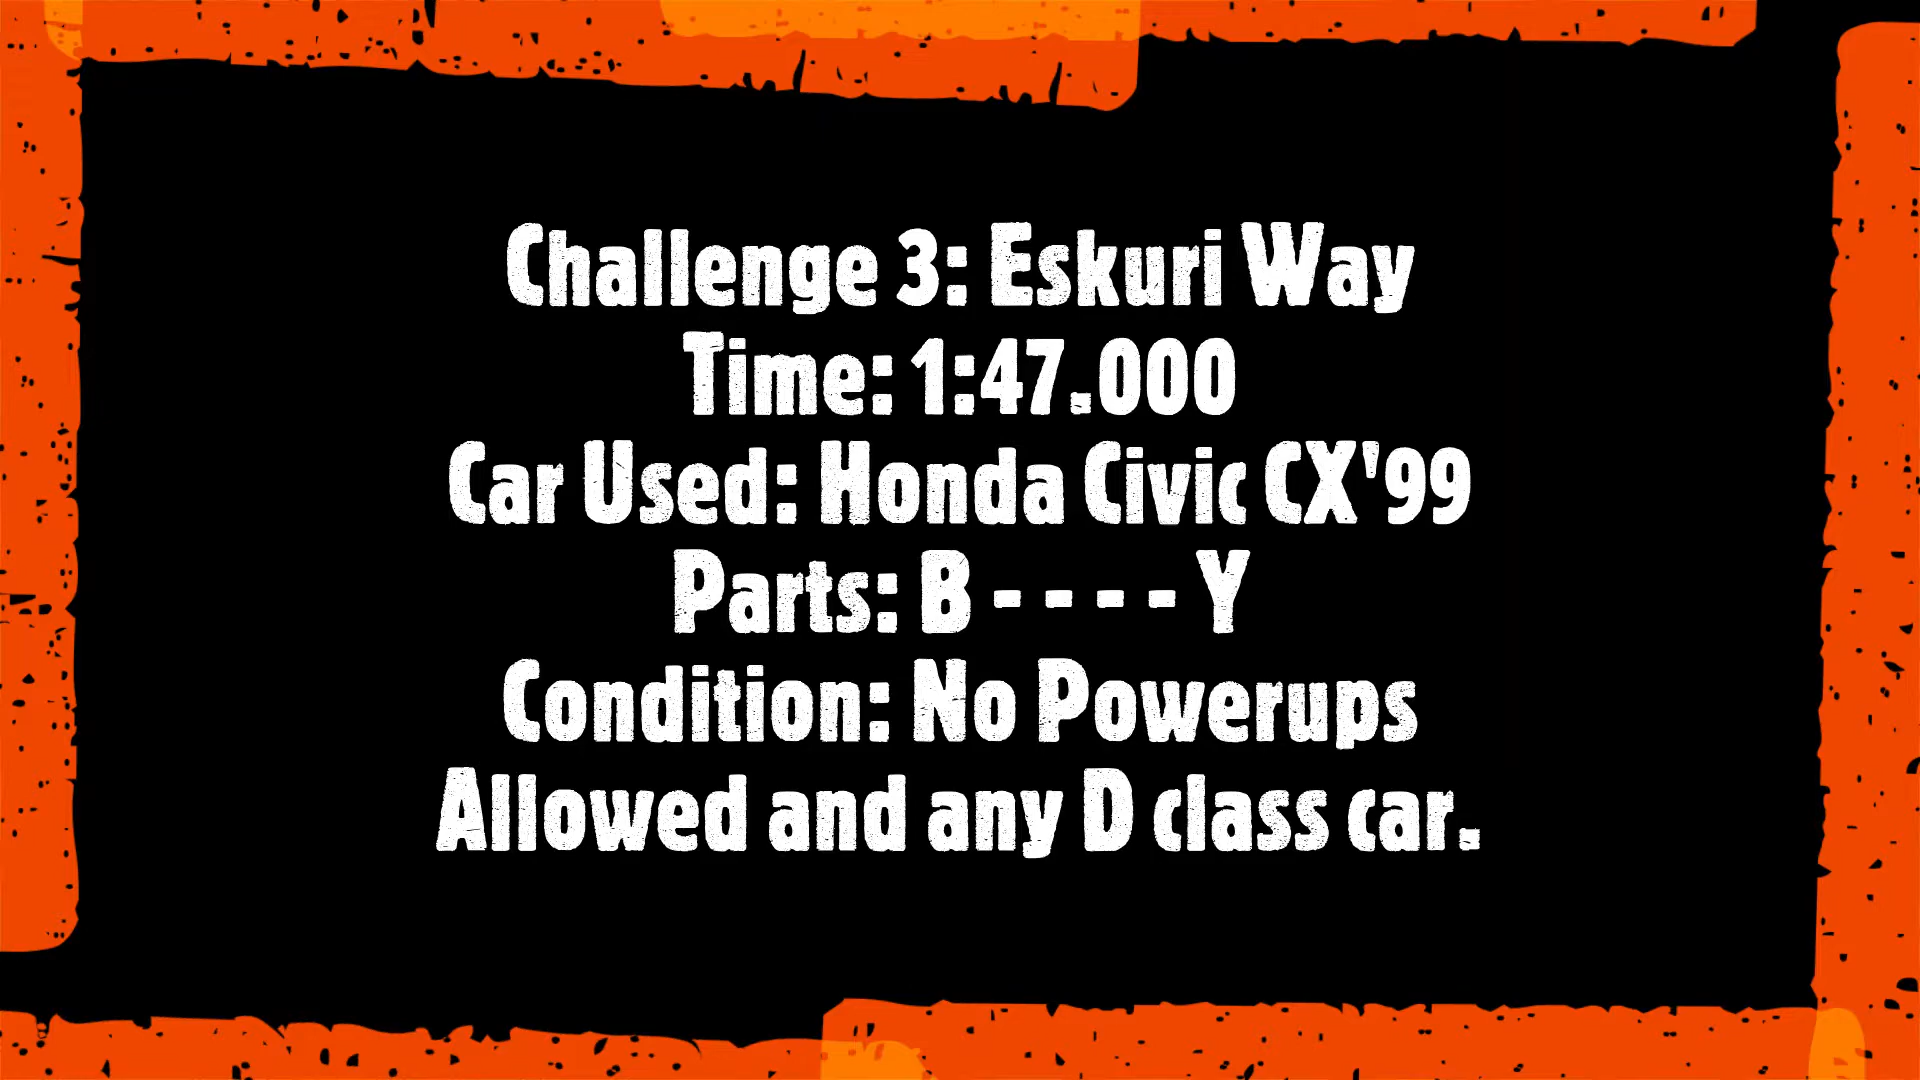 Challenge 3: Eskuri Way
Time: 1:47.000
Car Used: Honda Civic CX'99
Parts: B - - - - Y
Condition: No Powerups
Allowed and any D class car.